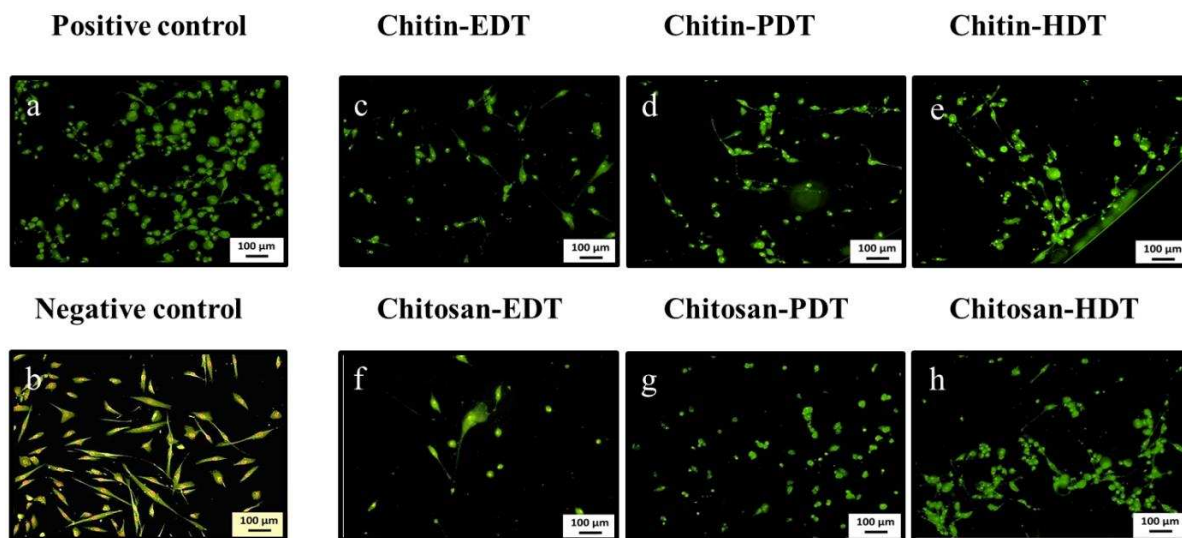 Positive control Chitin-EDT Chitin-PDT Chitin-HDT
a c d e
100 µm 100 µm 100 µm 100 µm
Negative control Chitosan-EDT Chitosan-PDT Chitosan-HDT
b f g h
100 µm 100 µm 100 µm 100 µm